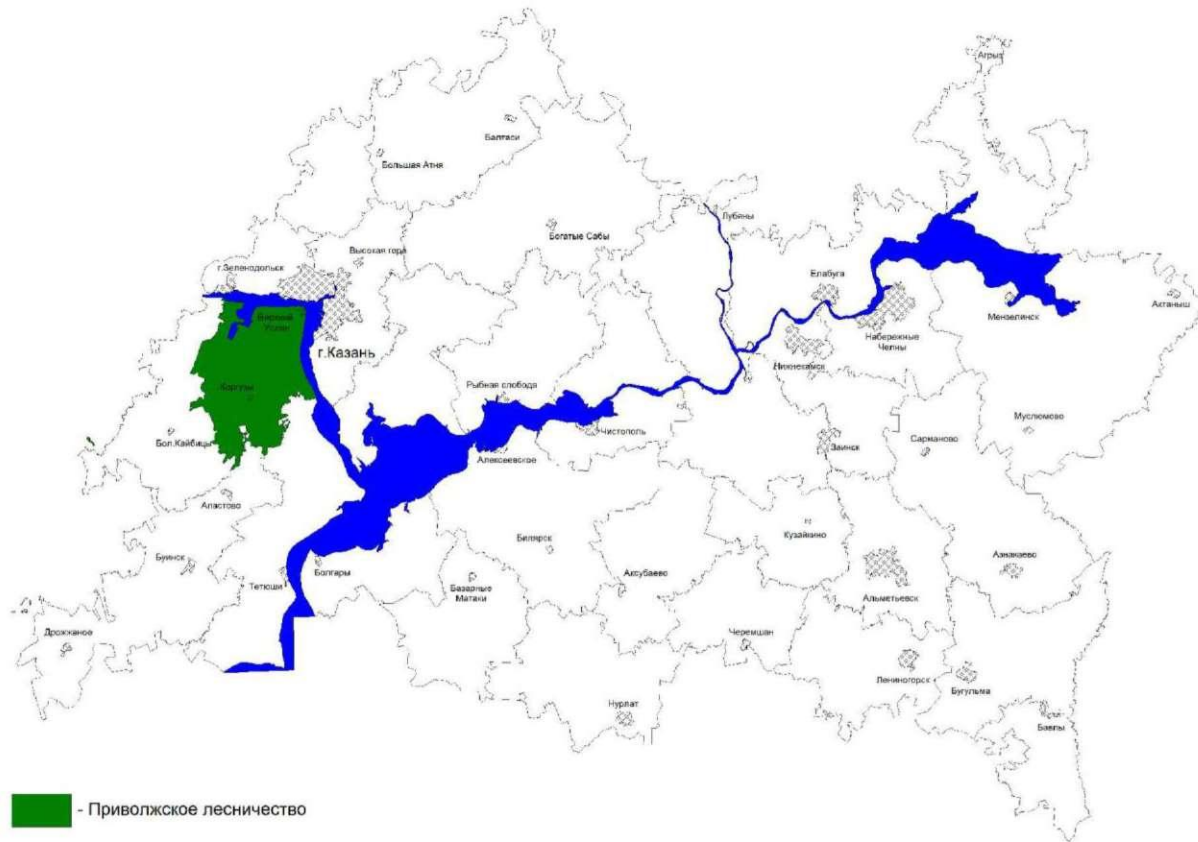 Агрыз
Балтаси
Большая Атня
Лубяны
Богатые Сабы
Высокая гора
г.Зеленодольск
Елабуга
Актаныш
Мензелинск
Верхний
Услон
Набережные
Челны
г.Казань
Нижнекамск
Каргузы
Рыбная слобода
Муслюмово
Бол.Кайбицы
Чистополь
Заинск
Сарманово
Алексеевское
Апастово
Кузайкино
Билярск
Буинск
Болгары
Азнакаево
Аксубаево
Тетюши
Базарные
Матаки
Альметьевск
Дрожжаное
Черемшан
Лениногорск
Бугульма
Нурлат
Бавлы
- Приволжское лесничество